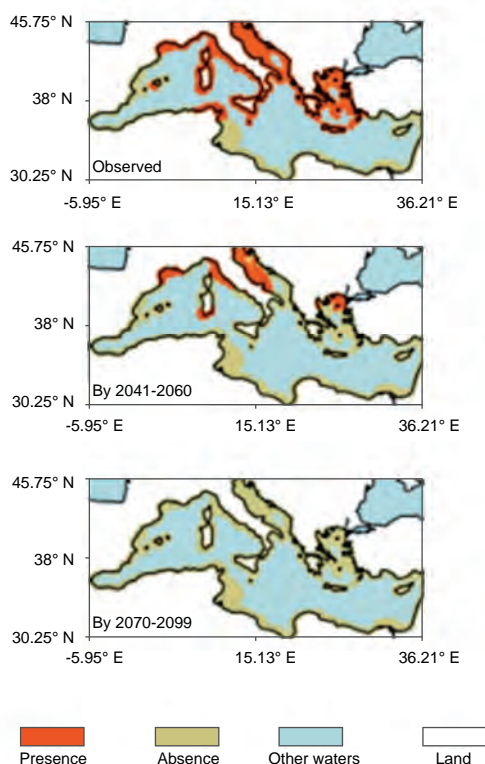 45.75° N
38° N
30.25° N
Observed
-5.95° E 15.13° E 36.21° E
45.75° N
38° N
30.25° N
By 2041-2060
-5.95° E 15.13° E 36.21° E
45.75° N
38° N
30.25° N
By 2070-2099
-5.95° E 15.13° E 36.21° E
Presence Absence Other waters Land